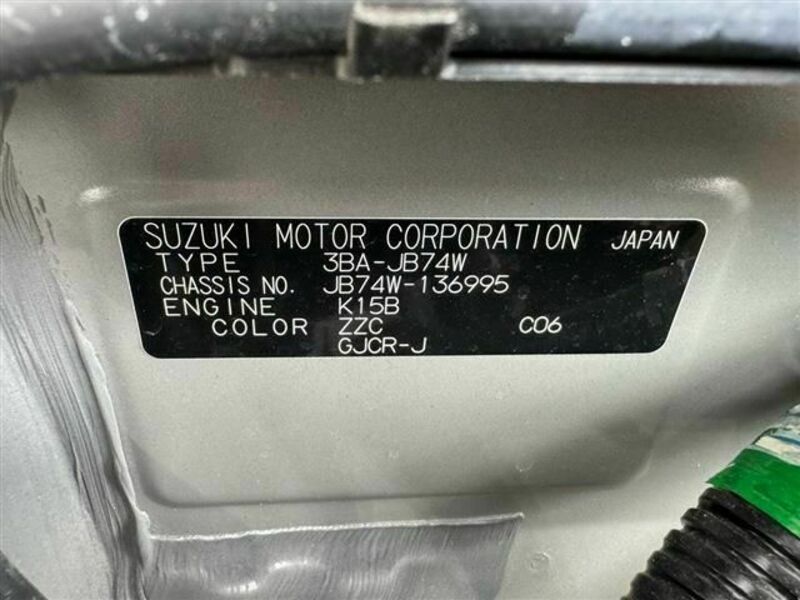 SUZUKI MOTOR CORPORATION JAPAN
TYPE 3BA-JB74W
CHASSIS NO. JB74W-136995
ENGINE K15B
COLOR ZZC C06
GJCR-J